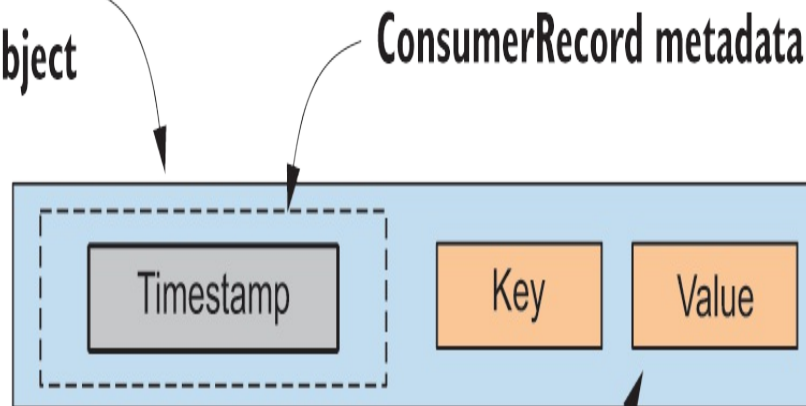 ConsumerRecord metadata
bject
Timestamp
Key
Value